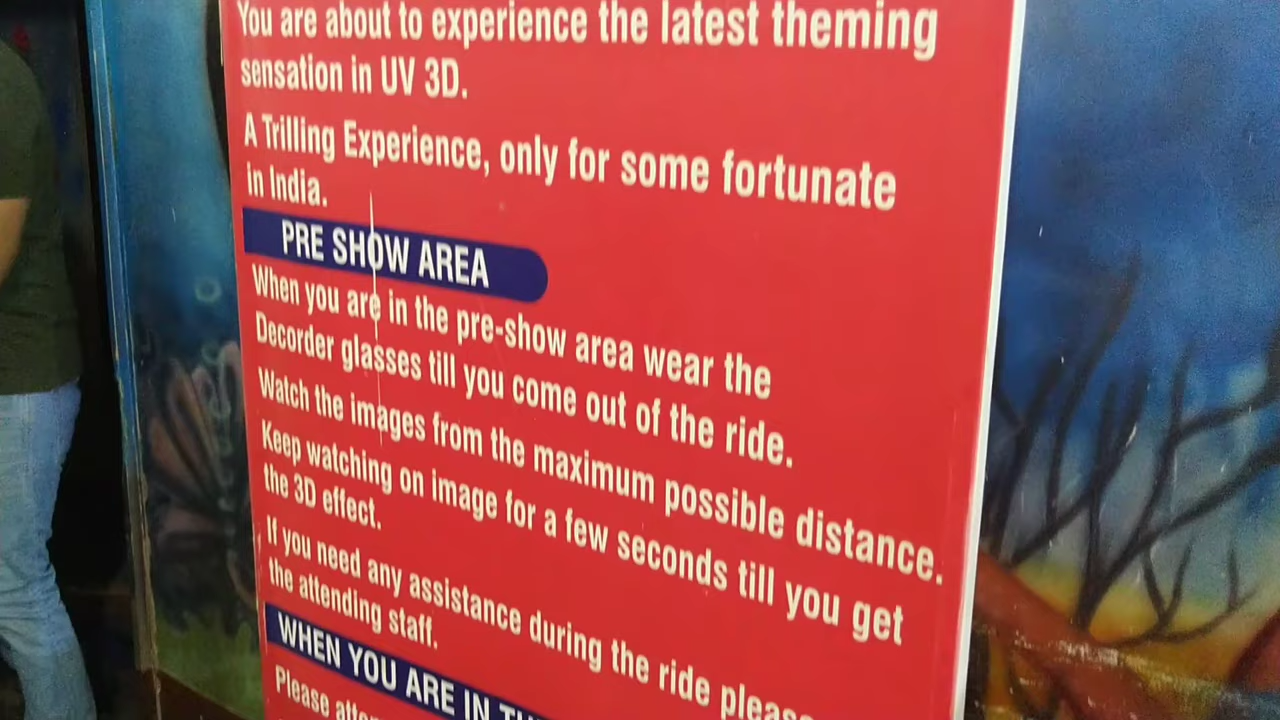 You are about to experience the latest theming
sensation in UV 3D.
A Trilling Experience, only for some fortunate
in India.
PRE SHOW AREA
When you are in the pre-show area wear the
Decorder glasses till you come out of the ride.
Watch the images from the maximum possible distance.
Keep watching on image for a few seconds till you get
the 3D effect.
If you need any assistance during the ride please
the attending staff.
WHEN YOU ARE IN
Please